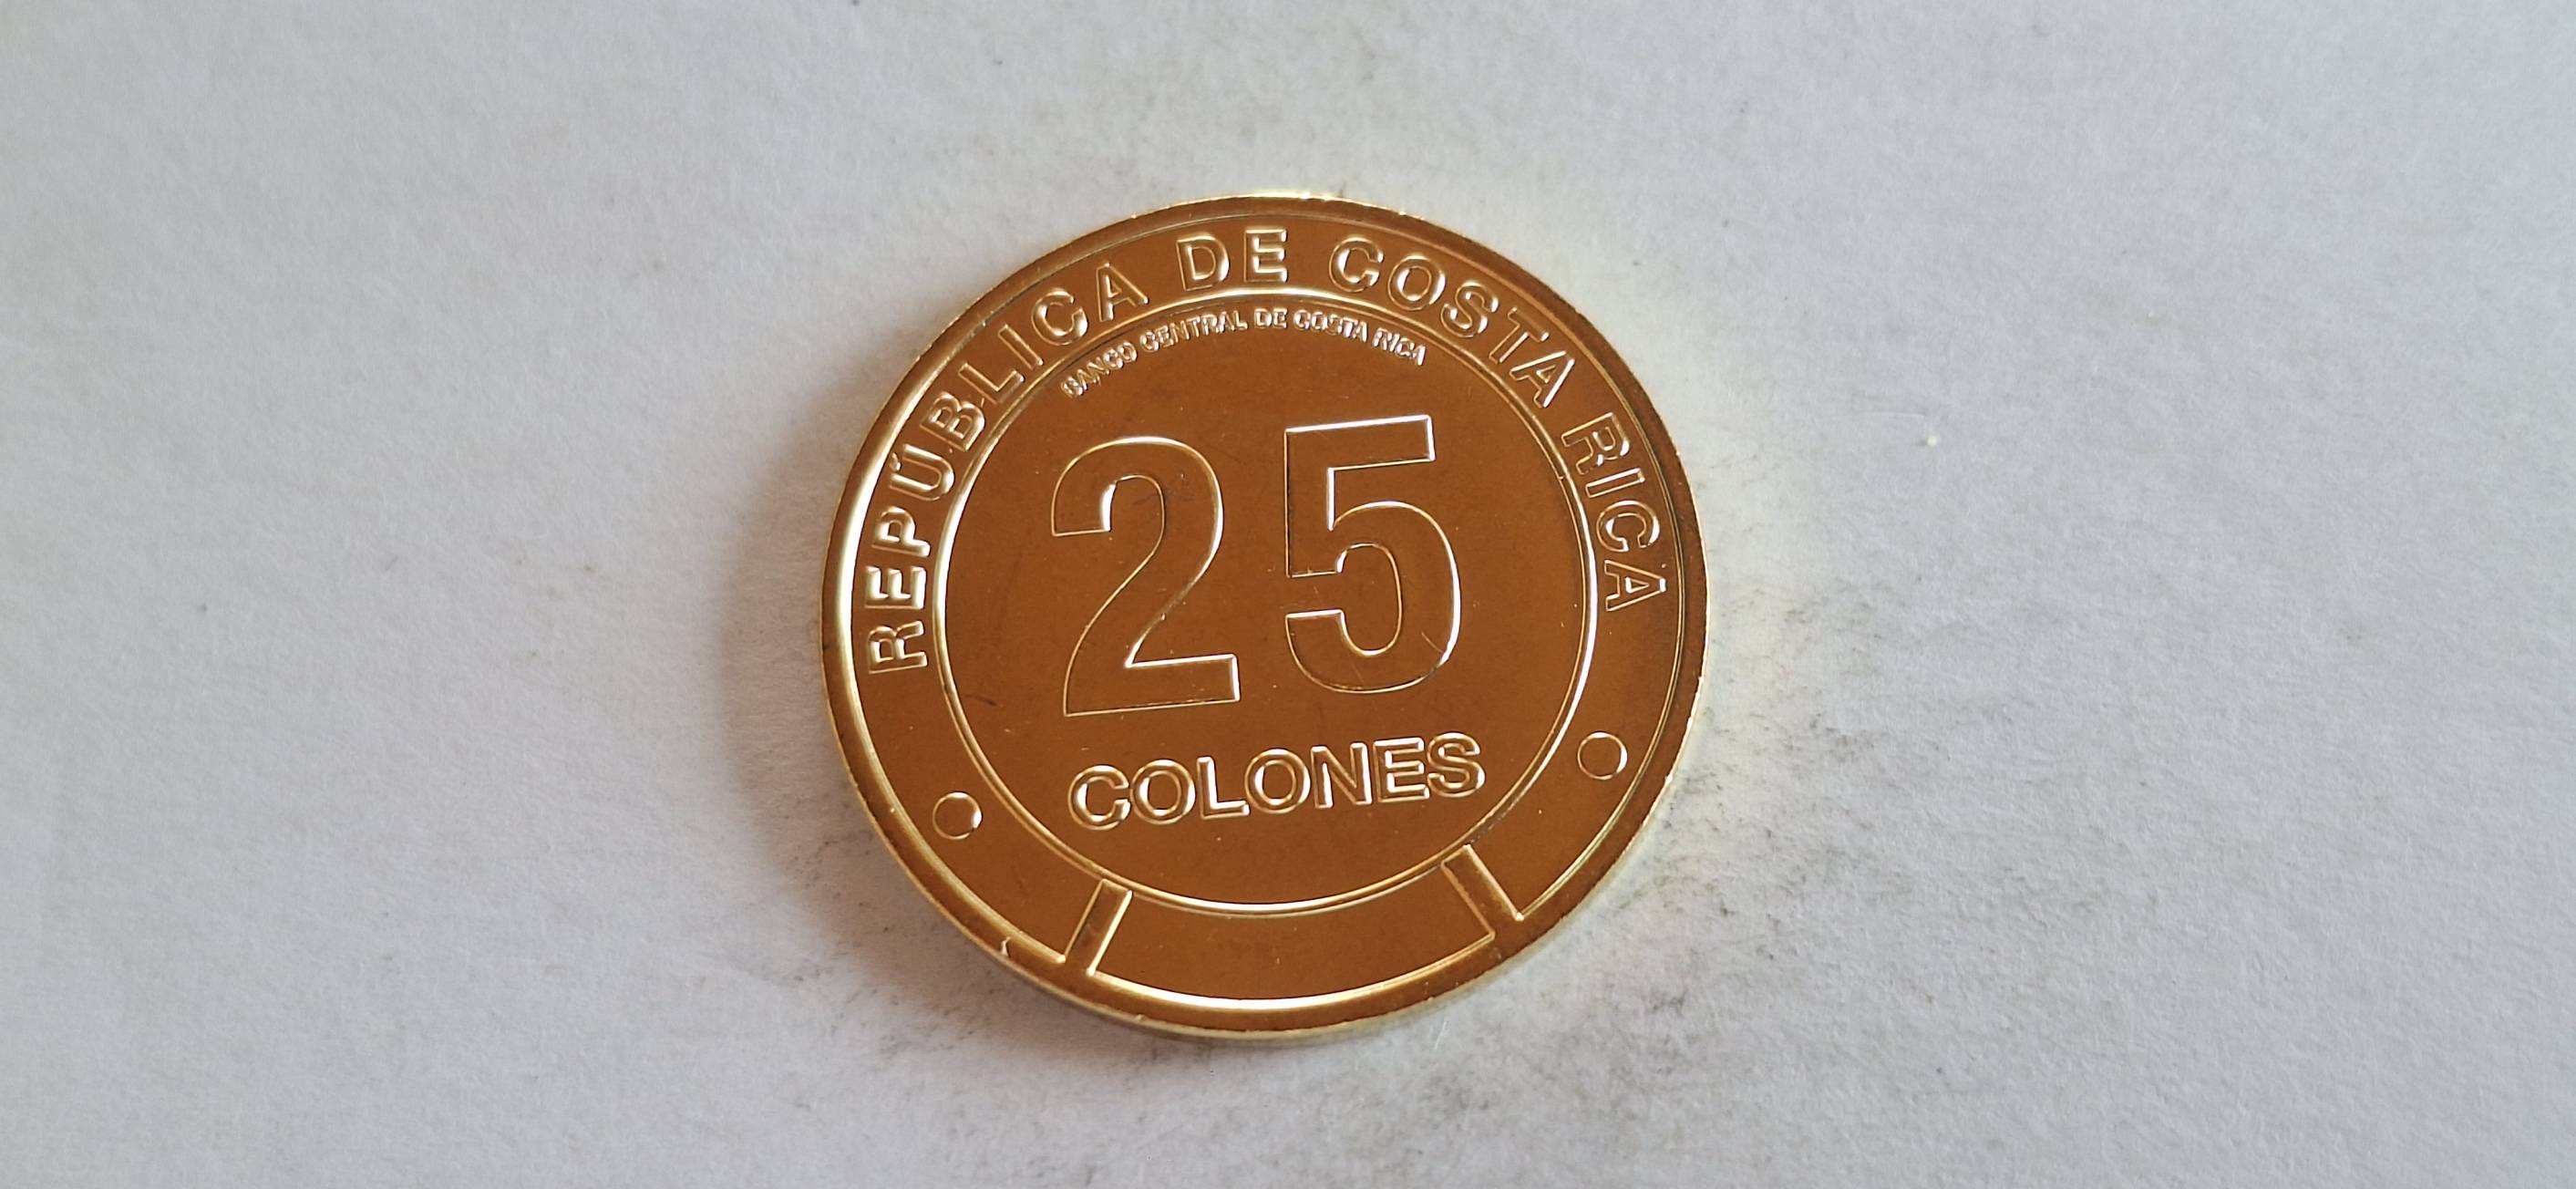 REPÚBLICA DE COSTA RICA
BANCO CENTRAL DE COSTA RICA
25
COLONES